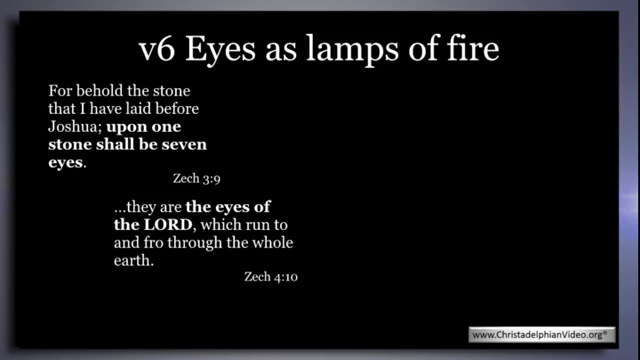 v6 Eyes as lamps of fire
For behold the stone
that I have laid before
Joshua; upon one
stone shall be seven
eyes.
Zech 3:9
...they are the eyes of
the LORD, which run to
and fro through the whole
earth.
Zech 4:10
www.ChristadelphianVideo.org®